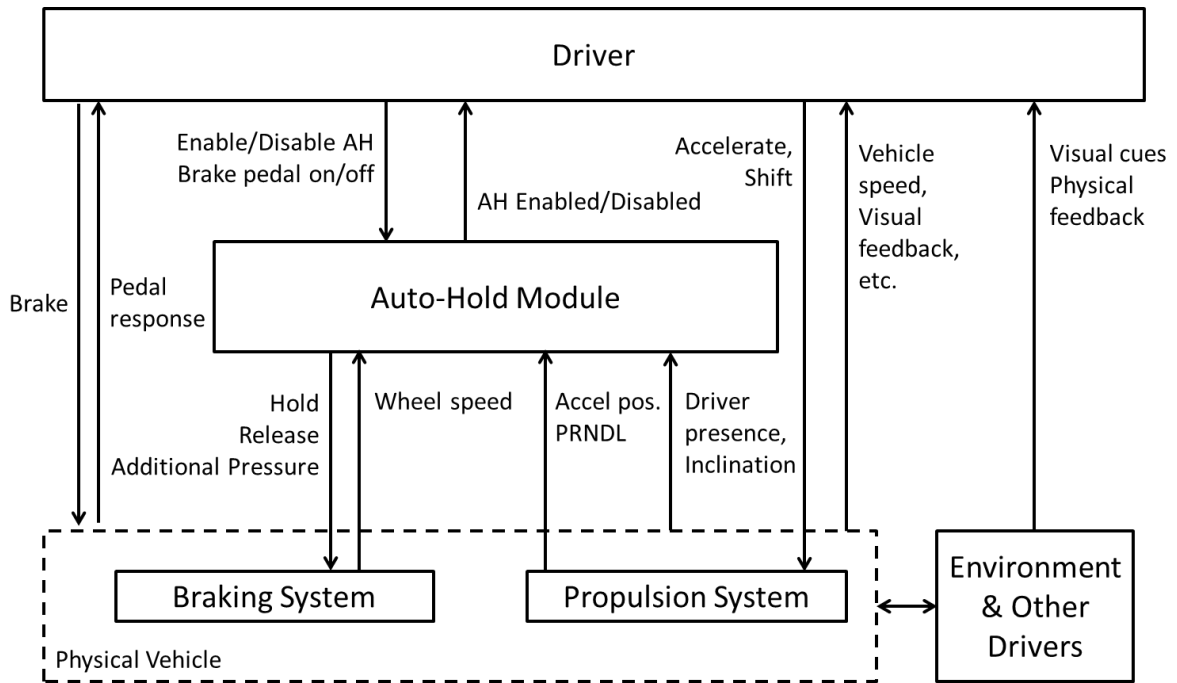 Driver
Enable/Disable AH
Brake pedal on/off
AH Enabled/Disabled
Accelerate,
Shift
Vehicle
speed,
Visual
feedback,
etc.
Visual cues
Physical
feedback
Brake
Pedal
response
Auto-Hold Module
Hold
Release
Additional Pressure
Wheel speed
Accel pos.
PRNDL
Driver
presence,
Inclination
Braking System
Propulsion System
Physical Vehicle
Environment
& Other
Drivers